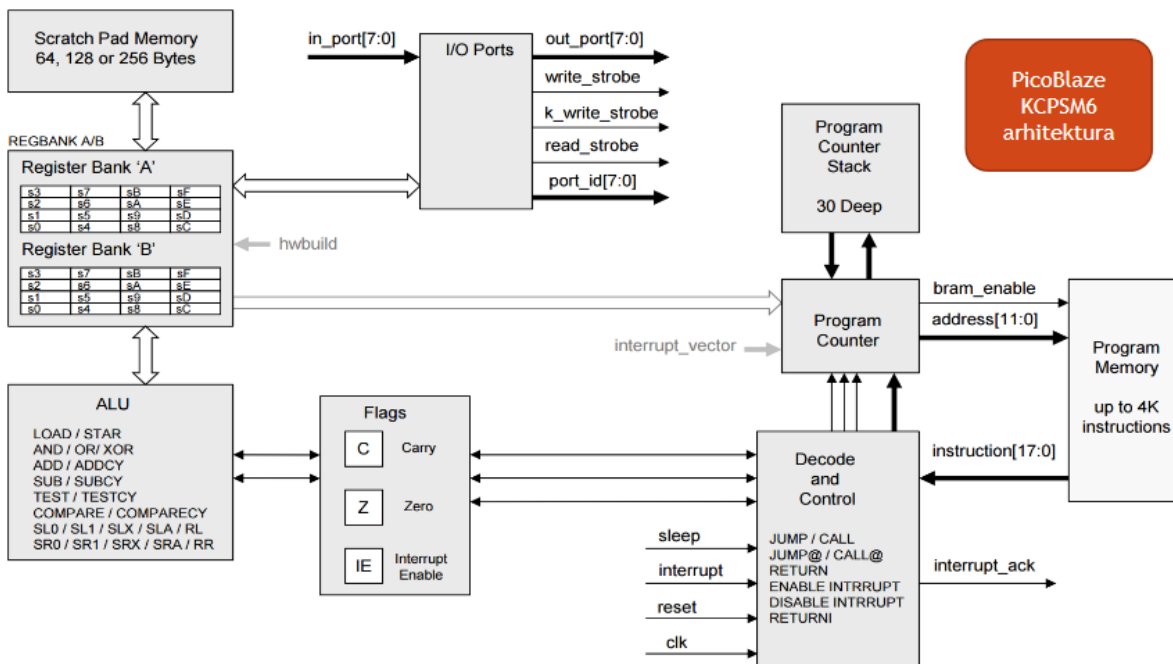 Scratch Pad Memory
64, 128 or 256 Bytes
REGBANK A/B
Register Bank 'A'
s3 s7 sB sF
s2 s6 sA sE
s1 s5 s9 sD
s0 s4 s8 sC
Register Bank 'B'
s3 s7 sB sF
s2 s6 sA sE
s1 s5 s9 sD
s0 s4 s8 sC
hwbuild
ALU
LOAD / STAR
AND / OR/ XOR
ADD / ADDCY
SUB / SUBCY
TEST / TESTCY
COMPARE / COMPARECY
SL0 / SL1 / SLX / SLA / RL
SR0 / SR1 / SRX / SRA / RR
in_port[7:0]
I/O Ports
out_port[7:0]
write_strobe
k_write_strobe
read_strobe
port_id[7:0]
Flags
C Carry
Z Zero
IE Interrupt
Enable
Program
Counter
Stack
30 Deep
interrupt_vector
Program
Counter
bram_enable
address[11:0]
Program
Memory
up to 4K
instructions
instruction[17:0]
Decode
and
Control
JUMP / CALL
JUMP@ / CALL@
RETURN
ENABLE INTRRUPT
DISABLE INTRRUPT
RETURNI
sleep
interrupt
reset
clk
interrupt_ack
PicoBlaze
KCPSM6
arhitektura